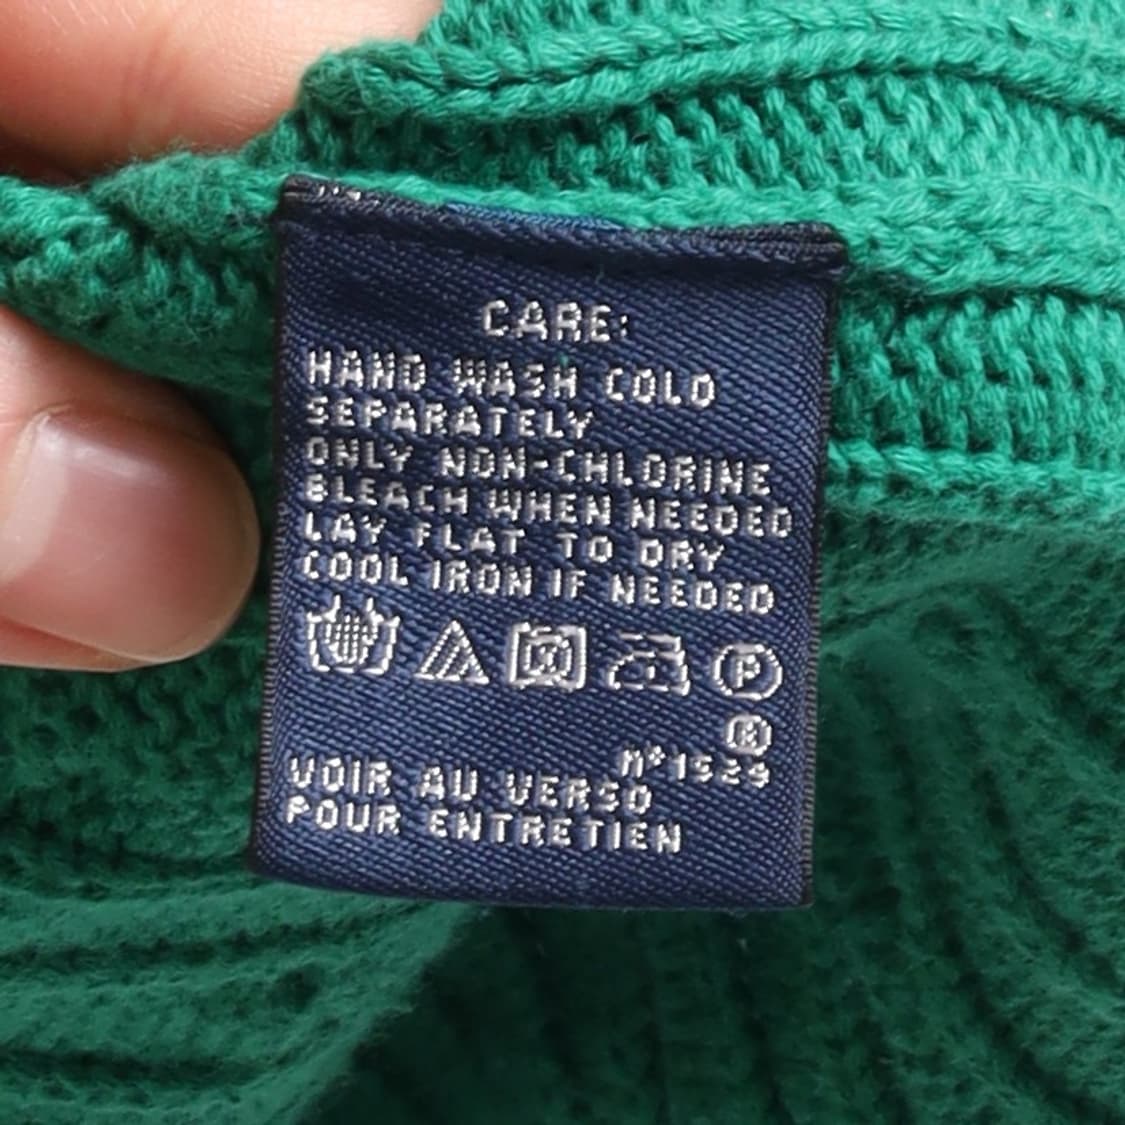 CARE:
HAND WASH COLD
SEPARATELY
ONLY NON-CHLORINE
BLEACH WHEN NEEDED
LAY FLAT TO DRY
COOL IRON IF NEEDED
P
®
Nº1529
VOIR AU VERSO
POUR ENTRETIEN